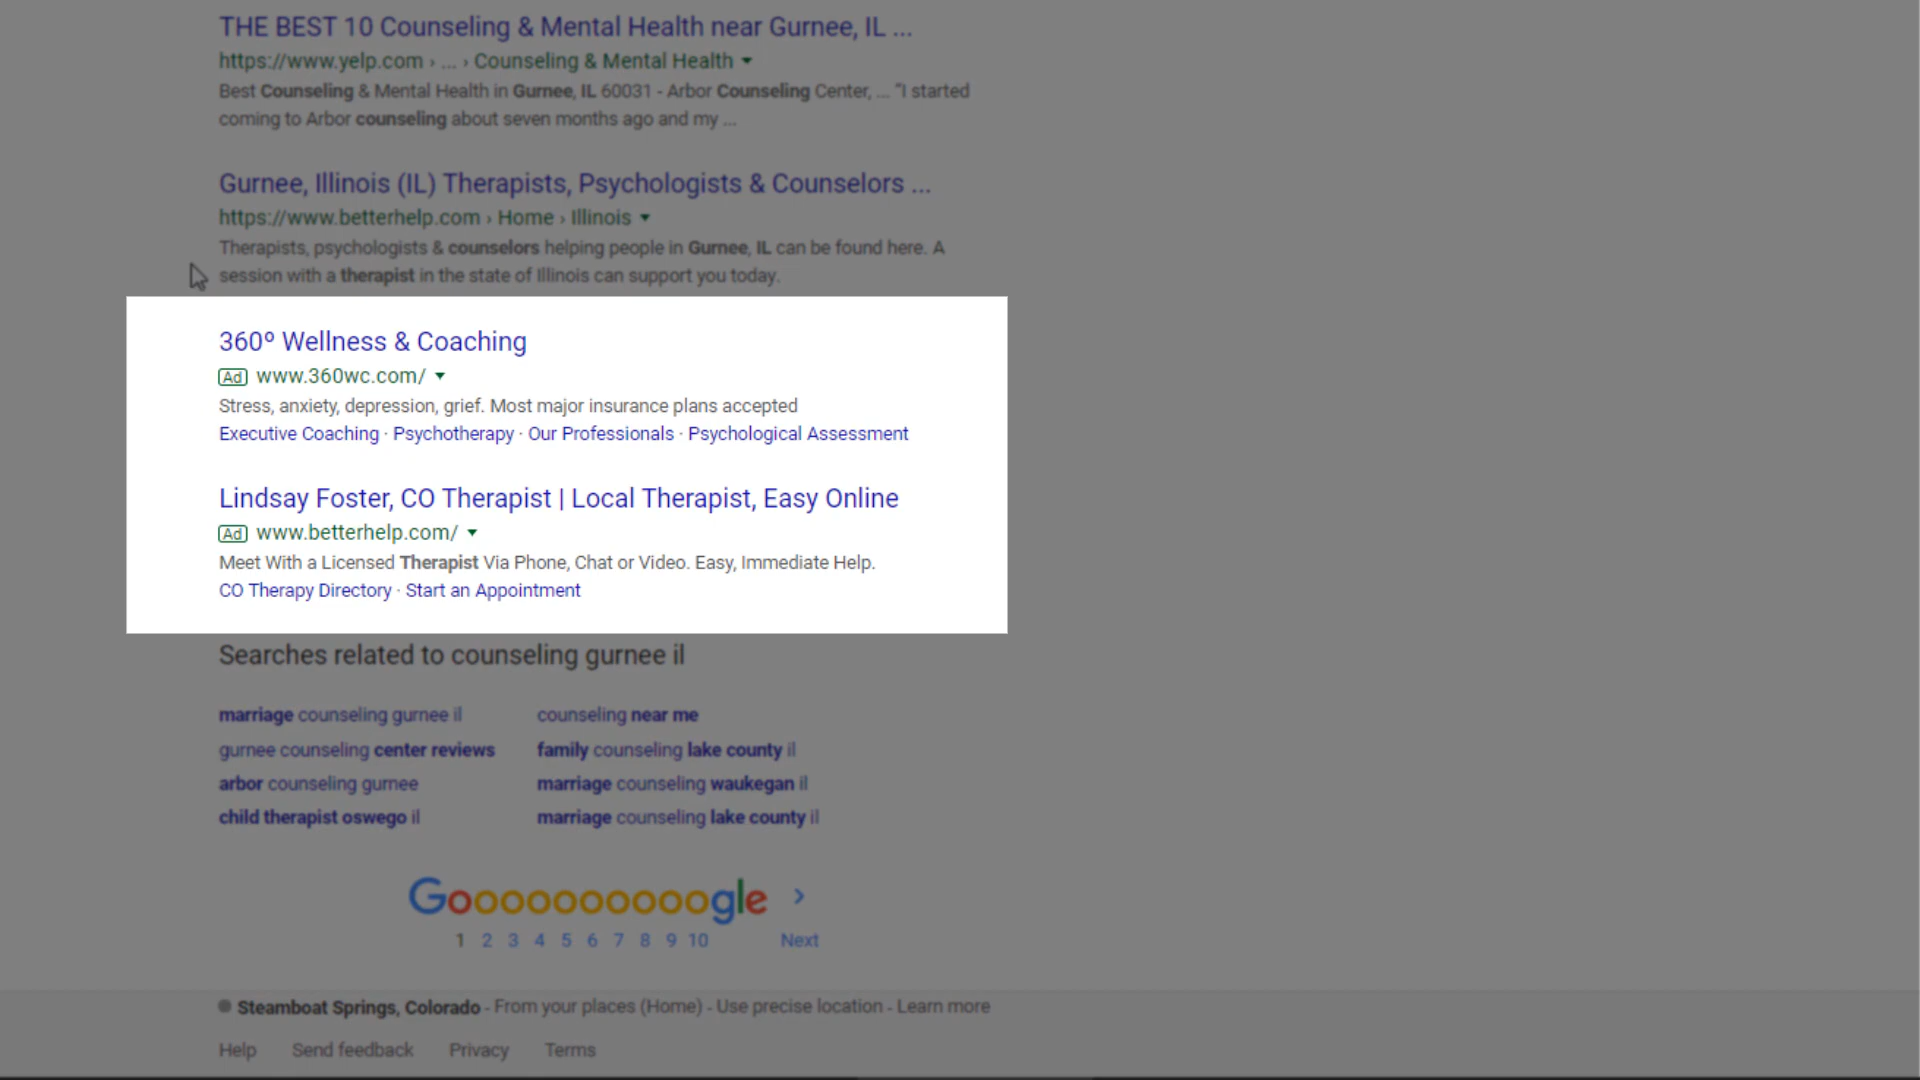 THE BEST 10 Counseling & Mental Health near Gurnee, IL ...
https://www.yelp.com › ... › Counseling & Mental Health
Best Counseling & Mental Health in Gurnee, IL 60031 - Arbor Counseling Center, ... "I started
coming to Arbor counseling about seven months ago and my ...
Gurnee, Illinois (IL) Therapists, Psychologists & Counselors ...
https://www.betterhelp.com › Home › Illinois
Therapists, psychologists & counselors helping people in Gurnee, IL can be found here. A
session with a therapist in the state of Illinois can support you today.
360º Wellness & Coaching
Ad www.360wc.com/
Stress, anxiety, depression, grief. Most major insurance plans accepted
Executive Coaching · Psychotherapy · Our Professionals · Psychological Assessment
Lindsay Foster, CO Therapist | Local Therapist, Easy Online
Ad www.betterhelp.com/
Meet With a Licensed Therapist Via Phone, Chat or Video. Easy, Immediate Help.
CO Therapy Directory · Start an Appointment
Searches related to counseling gurnee il
marriage counseling gurnee il
counseling near me
gurnee counseling center reviews
family counseling lake county il
arbor counseling gurnee
marriage counseling waukegan il
child therapist oswego il
marriage counseling lake county il
Goooooooooogle
1 2 3 4 5 6 7 8 9 10 Next
Steamboat Springs, Colorado - From your places (Home) - Use precise location - Learn more
Help Send feedback Privacy Terms